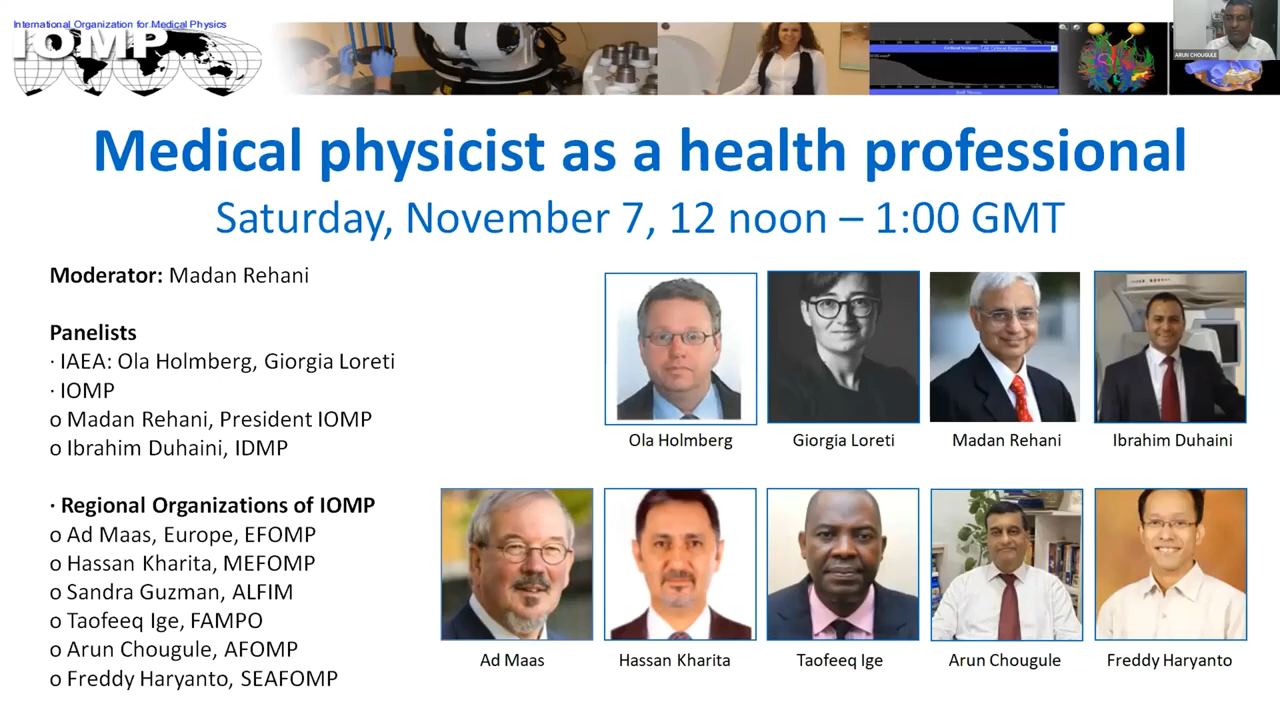 International Organization for Medical Physics
IOMP
ARUN CHOUGULE
Medical physicist as a health professional
Saturday, November 7, 12 noon – 1:00 GMT
Moderator: Madan Rehani
Panelists
· IAEA: Ola Holmberg, Giorgia Loreti
· IOMP
o Madan Rehani, President IOMP
o Ibrahim Duhaini, IDMP
· Regional Organizations of IOMP
o Ad Maas, Europe, EFOMP
o Hassan Kharita, MEFOMP
o Sandra Guzman, ALFIM
o Taofeeq Ige, FAMPO
o Arun Chougule, AFOMP
o Freddy Haryanto, SEAFOMP
Ola Holmberg
Giorgia Loreti
Madan Rehani
Ibrahim Duhaini
Ad Maas
Hassan Kharita
Taofeeq Ige
Arun Chougule
Freddy Haryanto